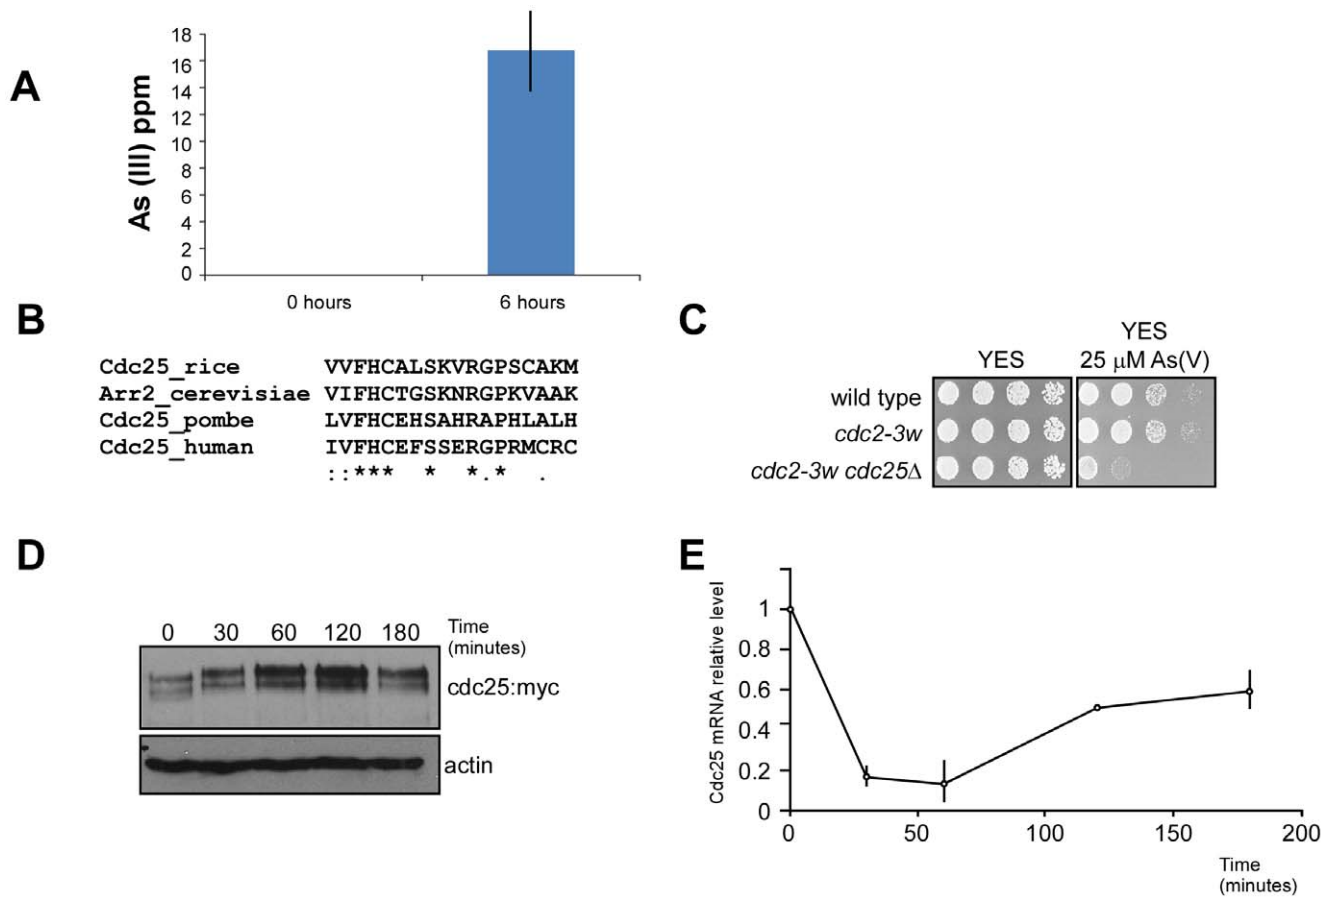 A
As (III) ppm
18
16
14
12
10
8
6
4
2
0
0 hours
6 hours
B
Cdc25_rice VVFHCALSKVRGPSCAKM
Arr2_cerevisiae VIFHCTGSKNRGPKVAAK
Cdc25_pombe LVFHCEHSAHRAPHLALH
Cdc25_human IVFHCEFSSERGPRMCRC
::*** * *.* .
C
YES
YES
25 μM As(V)
wild type
cdc2-3w
cdc2-3w cdc25Δ
D
0 30 60 120 180 Time
(minutes)
cdc25:myc
actin
E
Cdc25 mRNA relative level
1
0.8
0.6
0.4
0.2
0
0 50 100 150 200
Time
(minutes)